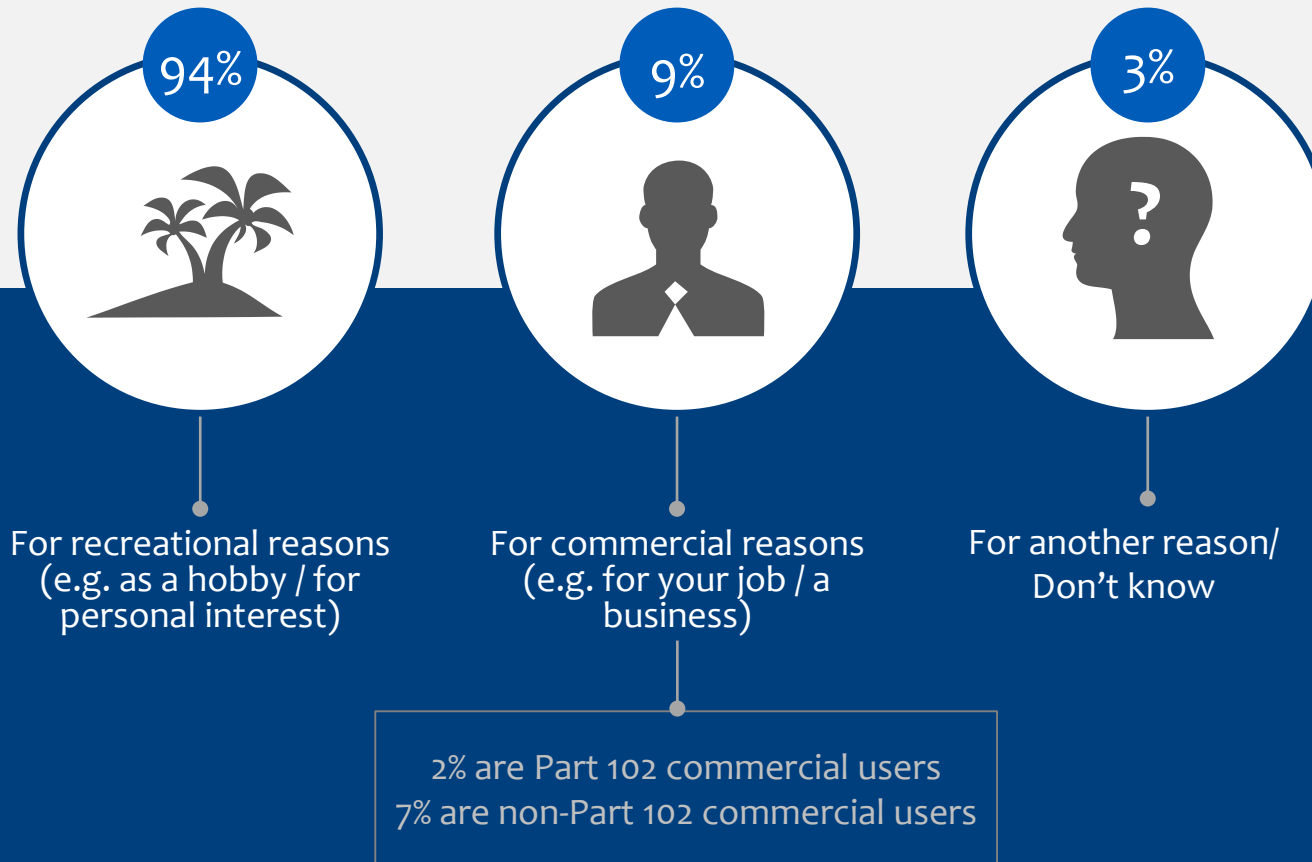 94%
9%
3%
?
For recreational reasons
(e.g. as a hobby / for
personal interest)
For commercial reasons
(e.g. for your job / a
business)
For another reason/
Don’t know
2% are Part 102 commercial users
7% are non-Part 102 commercial users